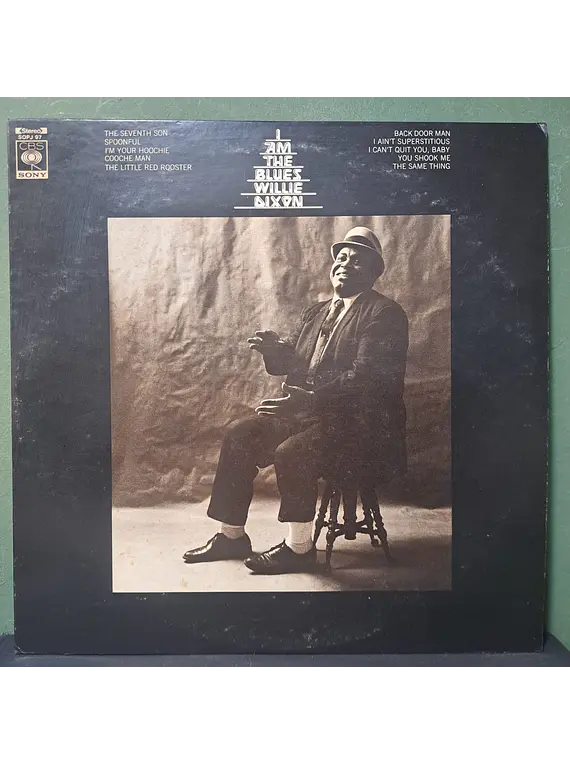 Stereo
SOPJ 97
CBS
SONY
THE SEVENTH SON
SPOONFUL
I'M YOUR HOOCHIE
COOCHE MAN
THE LITTLE RED ROOSTER
I
AM
THE
BLUES
WILLIE
DIXON
BACK DOOR MAN
I AIN'T SUPERSTITIOUS
I CAN'T QUIT YOU, BABY
YOU SHOOK ME
THE SAME THING